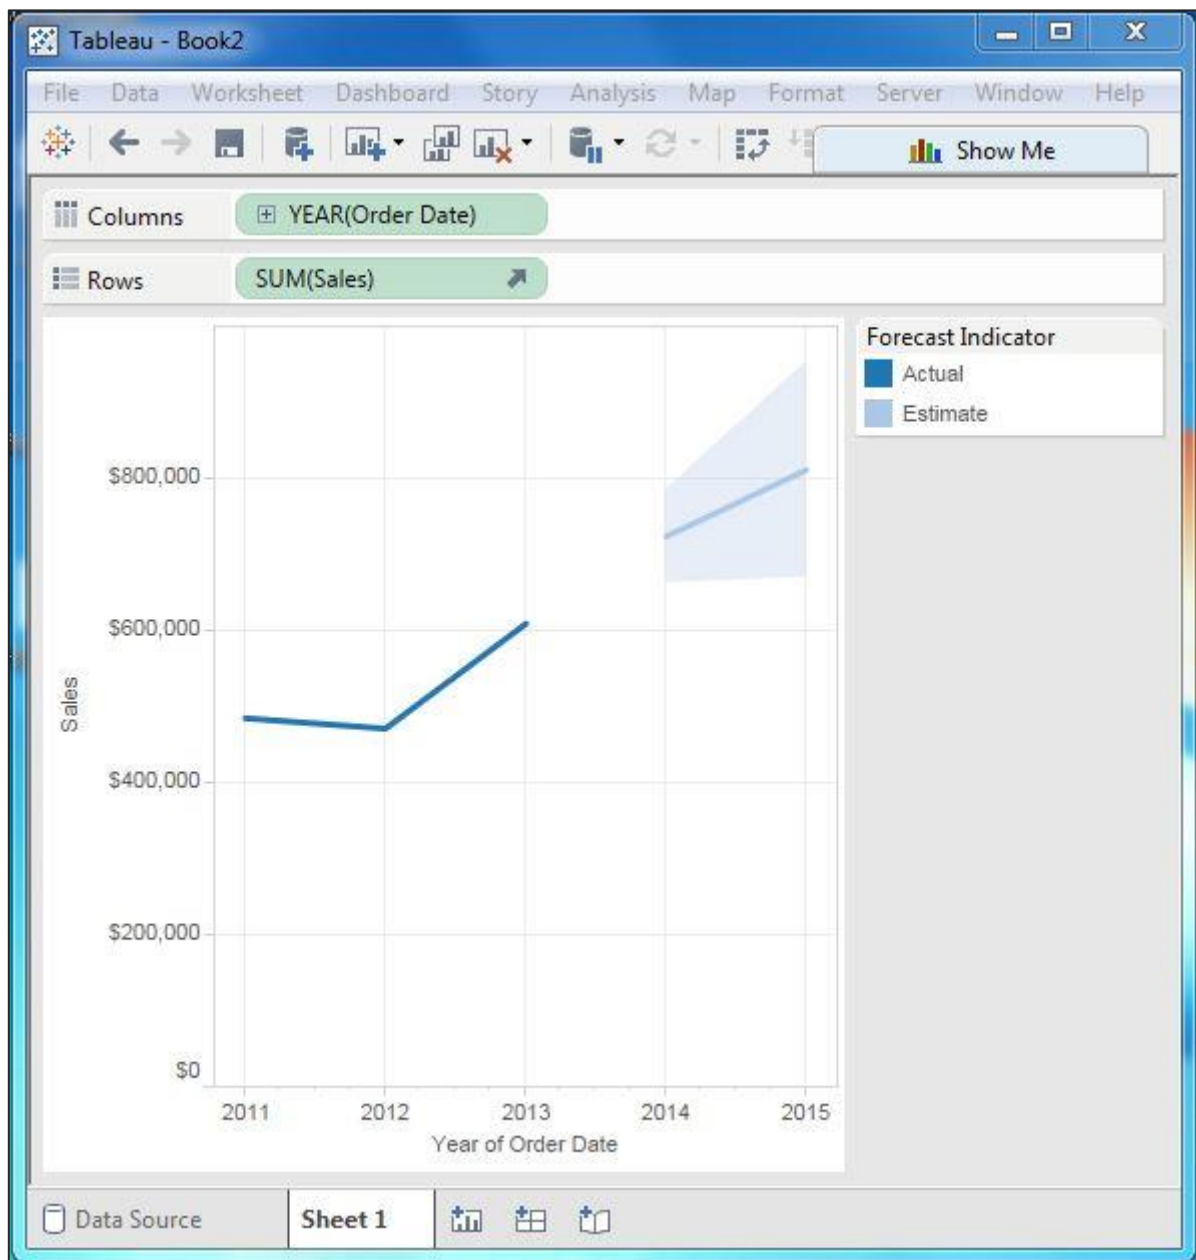 Tableau - Book2
File Data Worksheet Dashboard Story Analysis Map Format Server Window Help
Show Me
Columns YEAR(Order Date)
Rows SUM(Sales)
Forecast Indicator
Actual
Estimate
$800,000
$600,000
$400,000
$200,000
$0
Sales
2011 2012 2013 2014 2015
Year of Order Date
Data Source Sheet 1